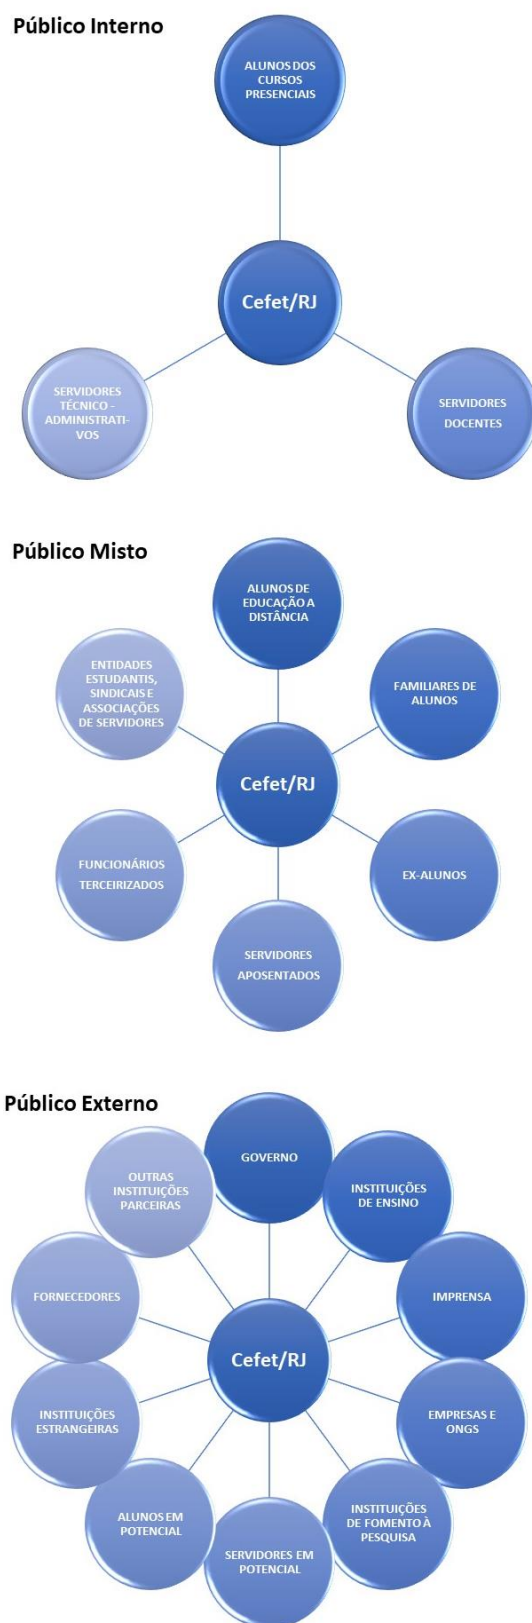 Público Interno
ALUNOS DOS
CURSOS
PRESENCIAIS
Cefet/RJ
SERVIDORES
TÉCNICO -
ADMINISTRATI-
VOS
SERVIDORES
DOCENTES
Público Misto
ALUNOS DE
EDUCAÇÃO A
DISTÂNCIA
ENTIDADES
ESTUDANTIS,
SINDICAIS E
ASSOCIAÇÕES
DE SERVIDORES
FAMILIARES DE
ALUNOS
Cefet/RJ
FUNCIONÁRIOS
TERCEIRIZADOS
EX-ALUNOS
SERVIDORES
APOSENTADOS
Público Externo
GOVERNO
OUTRAS
INSTITUIÇÕES
PARCEIRAS
INSTITUIÇÕES
DE ENSINO
FORNECEDORES
IMPRENSA
Cefet/RJ
INSTITUIÇÕES
ESTRANGEIRAS
EMPRESAS E
ONGS
ALUNOS EM
POTENCIAL
INSTITUIÇÕES
DE FOMENTO À
PESQUISA
SERVIDORES EM
POTENCIAL